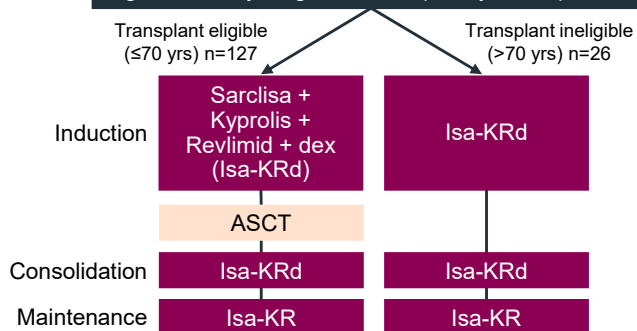 Transplant eligible
(≤70 yrs) n=127
Transplant ineligible
(>70 yrs) n=26
Induction
Sarclisa +
Kyprolis +
Revlimid + dex
(Isa-KRd)
Isa-KRd
ASCT
Consolidation
Isa-KRd
Isa-KRd
Maintenance
Isa-KR
Isa-KR